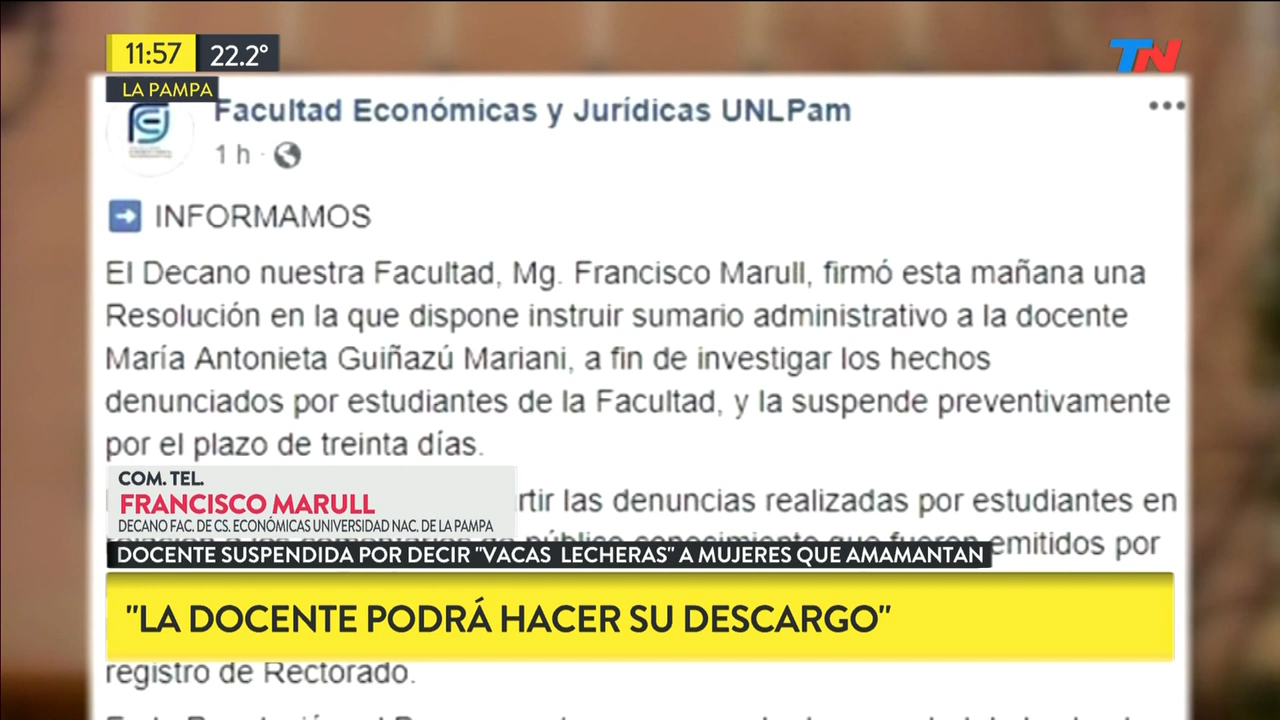 11:57 22.2°
TN
LA PAMPA
Facultad Económicas y Jurídicas UNLPam
1 h ·
INFORMAMOS
El Decano nuestra Facultad, Mg. Francisco Marull, firmó esta mañana una
Resolución en la que dispone instruir sumario administrativo a la docente
María Antonieta Guiñazú Mariani, a fin de investigar los hechos
denunciados por estudiantes de la Facultad, y la suspende preventivamente
por el plazo de treinta días.
COM. TEL.
FRANCISCO MARULL
DECANO FAC. DE CS. ECONÓMICAS UNIVERSIDAD NAC. DE LA PAMPA
rtir las denuncias realizadas por estudiantes en
público conocimiento que fueron emitidos por
DOCENTE SUSPENDIDA POR DECIR "VACAS LECHERAS" A MUJERES QUE AMAMANTAN
"LA DOCENTE PODRÁ HACER SU DESCARGO"
registro de Rectorado.